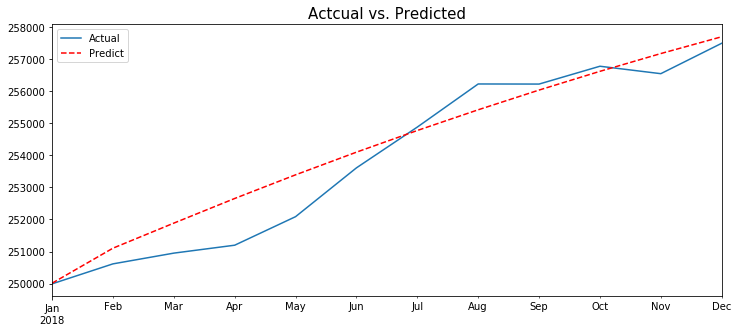 Actcual vs. Predicted
Actual
Predict
258000
257000
256000
255000
254000
253000
252000
251000
250000
Jan Feb Mar Apr May Jun Jul Aug Sep Oct Nov Dec
2018